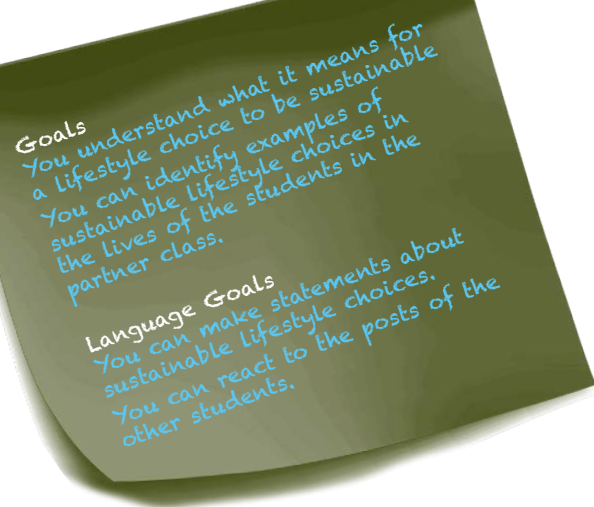 Goals
You understand what it means for
a lifestyle choice to be sustainable
You can identify examples of
sustainable lifestyle choices in
the lives of the students in the
partner class.
Language Goals
You can make statements about
sustainable lifestyle choices.
You can react to the posts of the
other students.